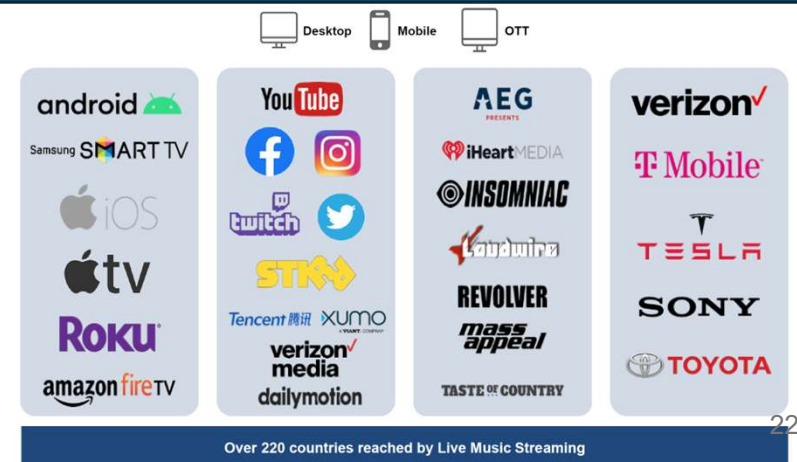 Desktop
Mobile
OTT
android
Samsung SMART TV
iOS
tv
ROKU
amazon fireTV
YouTube
twitch
STIRR
Tencent 腾讯
XUMO
A VIANT COMPANY
verizon
media
dailymotion
AEG
PRESENTS
iHeartMEDIA
INSOMNIAC
Loudwire
REVOLVER
mass
appeal
TASTE OF COUNTRY
verizon
T Mobile
TESLA
SONY
TOYOTA
22
Over 220 countries reached by Live Music Streaming